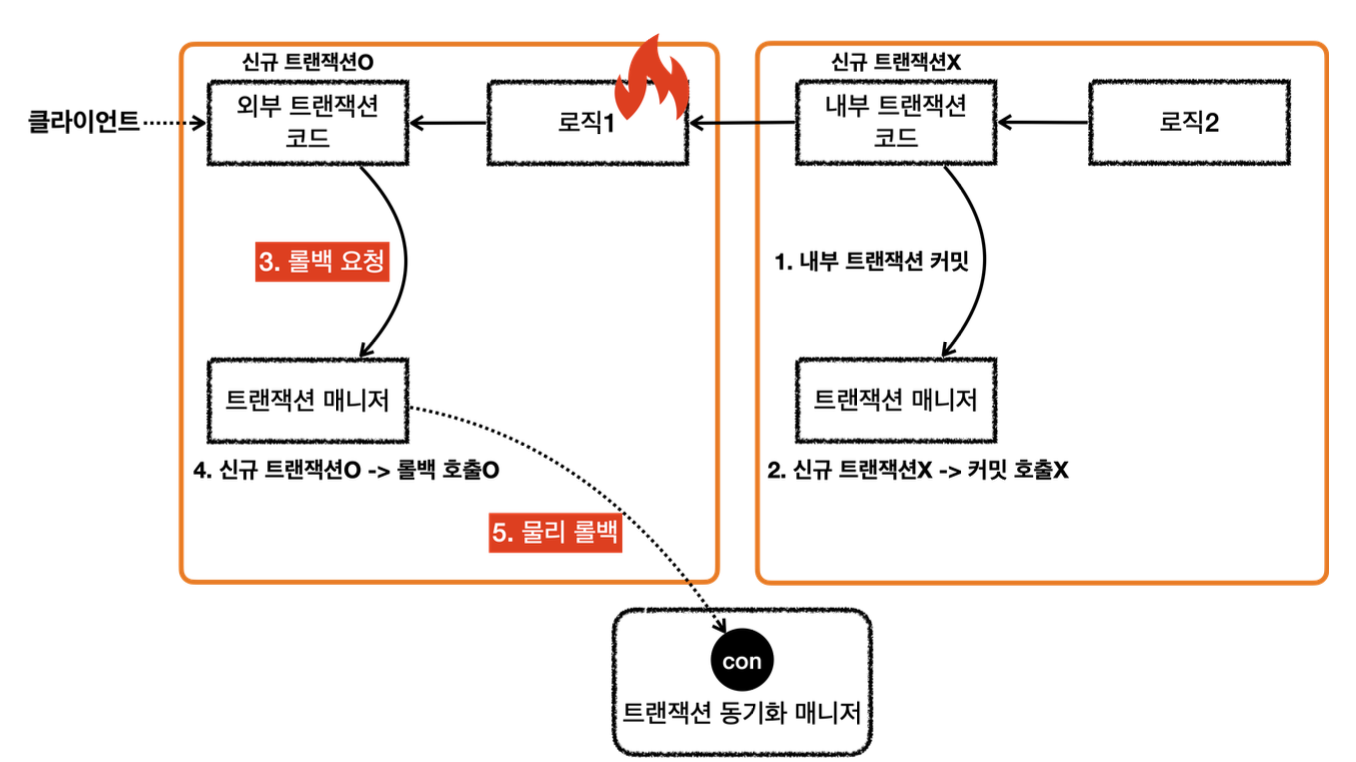 신규 트랜잭션O
신규 트랜잭션X
클라이언트
외부 트랜잭션
코드
로직1
내부 트랜잭션
코드
로직2
3. 롤백 요청
1. 내부 트랜잭션 커밋
트랜잭션 매니저
트랜잭션 매니저
4. 신규 트랜잭션O -> 롤백 호출O
2. 신규 트랜잭션X -> 커밋 호출X
5. 물리 롤백
con
트랜잭션 동기화 매니저